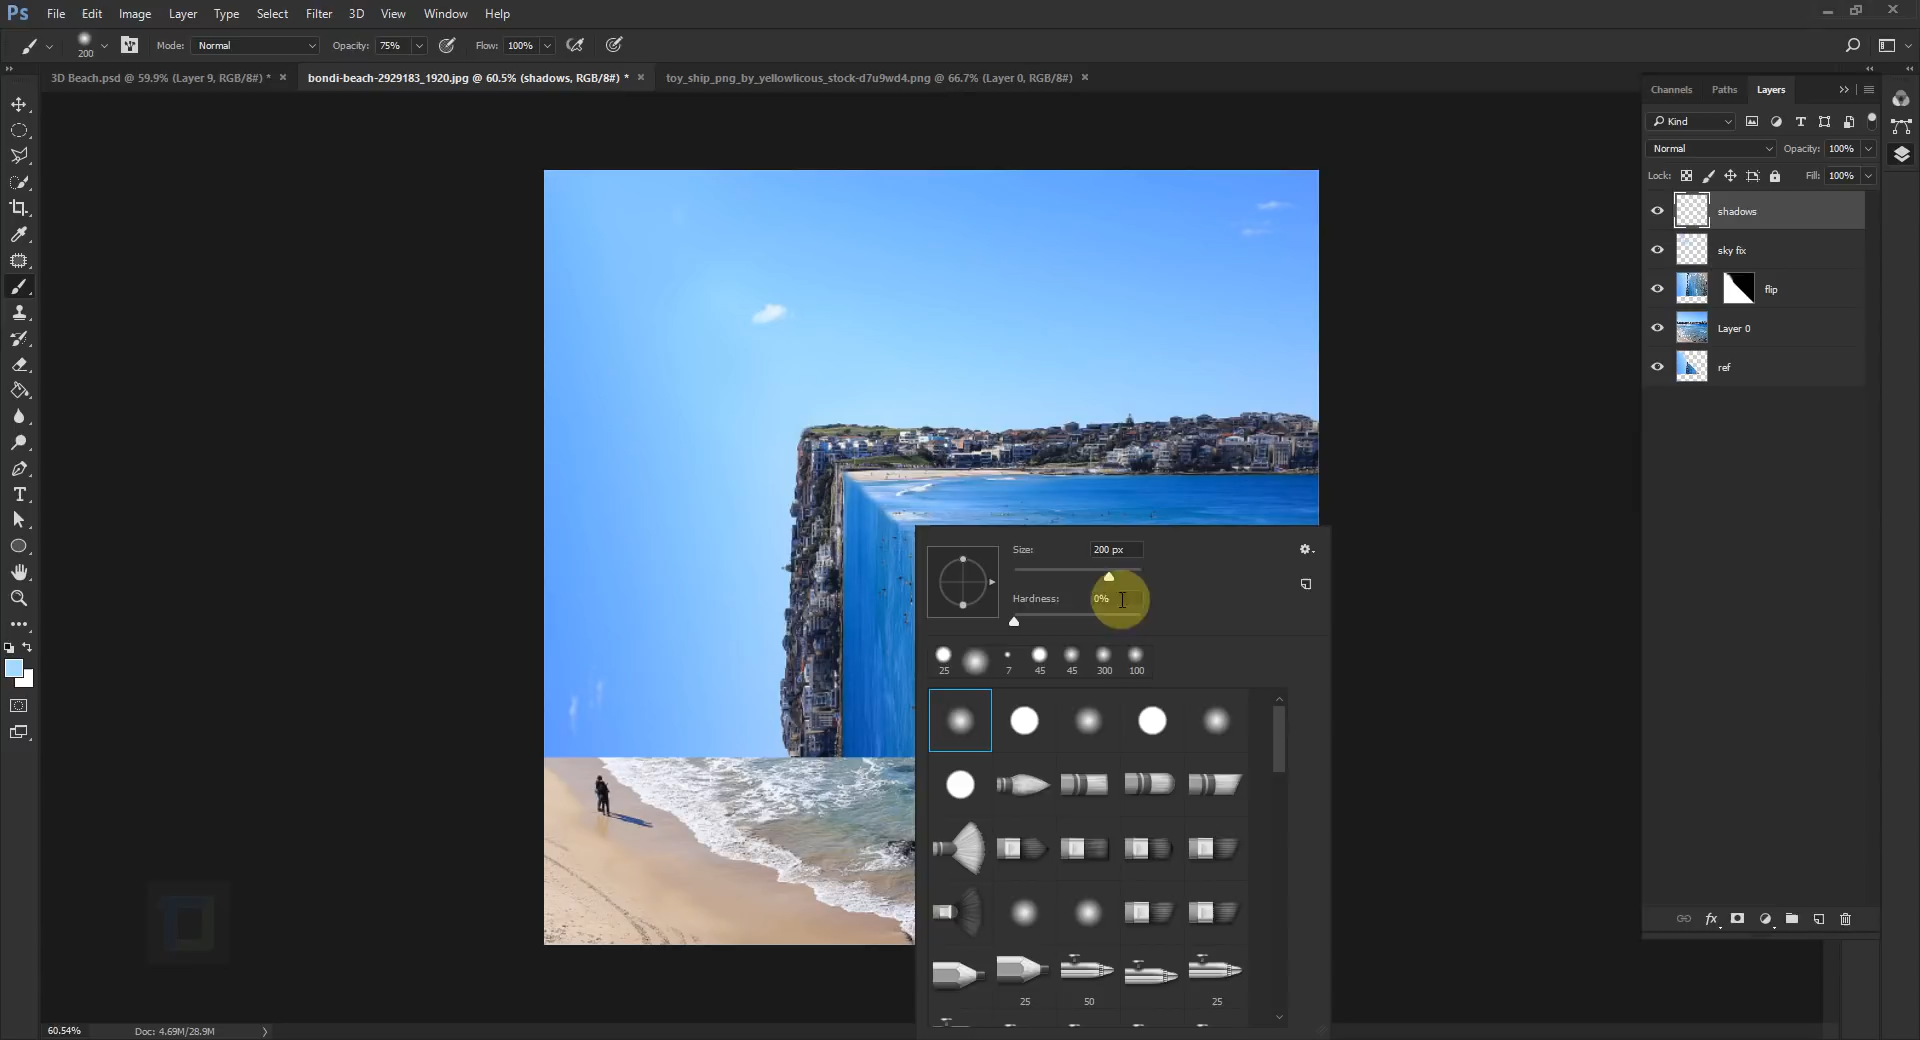 Ps File Edit Image Layer Type Select Filter 3D View Window Help
200 Mode: Normal Opacity: 75% Flow: 100%
3D Beach.psd @ 59.9% (Layer 9, RGB/8#) * × bondi-beach-2929183_1920.jpg @ 60.5% (shadows, RGB/8#) * × toy_ship_png_by_yellowlicous_stock-d7u9wd4.png @ 66.7% (Layer 0, RGB/8#) ×
Channels Paths Layers
Kind
Normal Opacity: 100%
Lock: Fill: 100%
shadows
sky fix
flip
Layer 0
ref
Size: 200 px
Hardness: 0%
25 7 45 45 300 100
25 50 25
60.54% Doc: 4.69M/28.9M